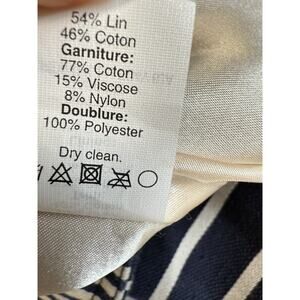 54% Lin
46% Coton
Garniture:
77% Coton
15% Viscose
8% Nylon
Doublure:
100% Polyester
Dry clean.